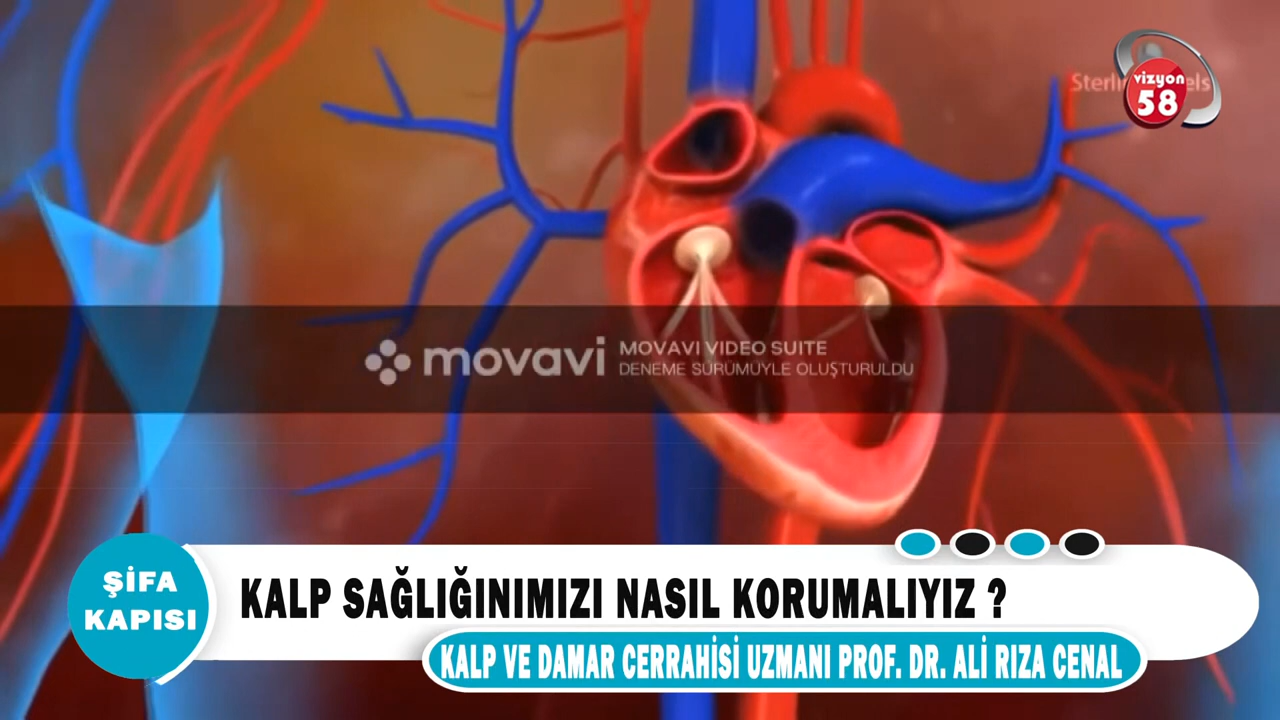 vizyon
58
movavi
MOVAVI VIDEO SUITE
DENEME SÜRÜMÜYLE OLUŞTURULDU
ŞİFA
KAPISI
KALP SAĞLIĞINIMIZI NASIL KORUMALIYIZ ?
KALP VE DAMAR CERRAHİSİ UZMANI PROF. DR. ALİ RIZA CENAL